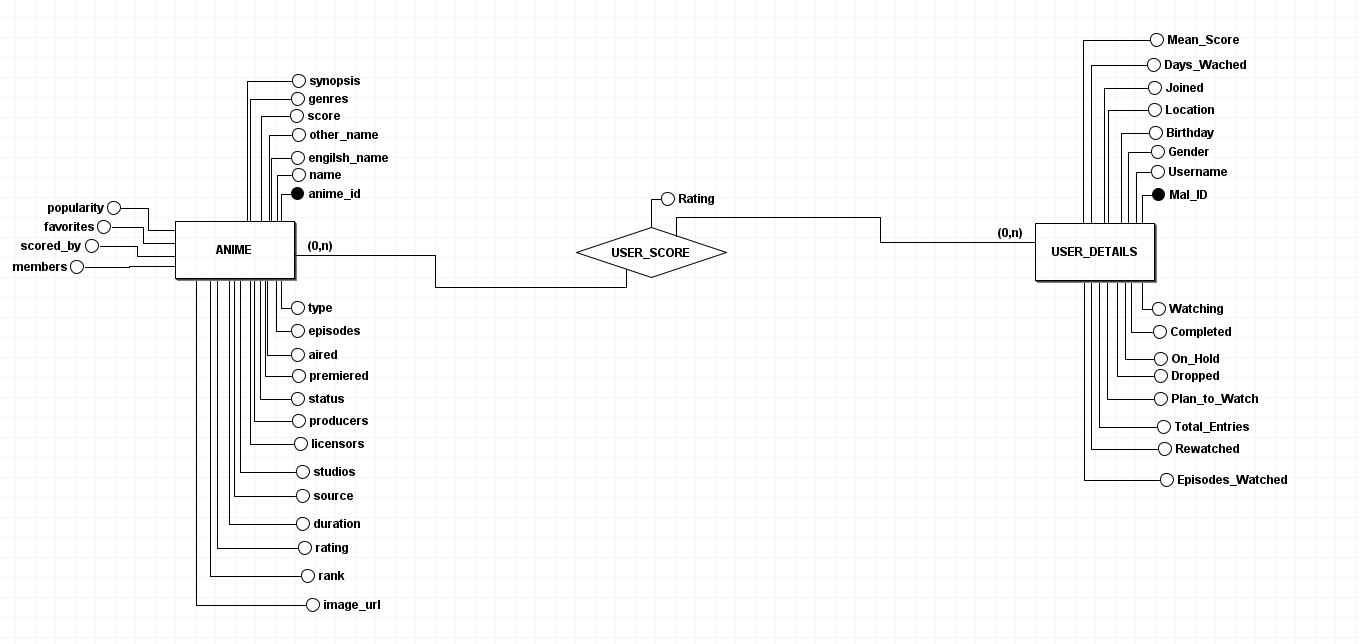 synopsis
genres
score
other_name
engilsh_name
name
anime_id
popularity
favorites
scored_by
members
ANIME
(0,n)
type
episodes
aired
premiered
status
producers
licensors
studios
source
duration
rating
rank
image_url
Rating
USER_SCORE
(0,n)
Mean_Score
Days_Wached
Joined
Location
Birthday
Gender
Username
Mal_ID
USER_DETAILS
Watching
Completed
On_Hold
Dropped
Plan_to_Watch
Total_Entries
Rewatched
Episodes_Watched